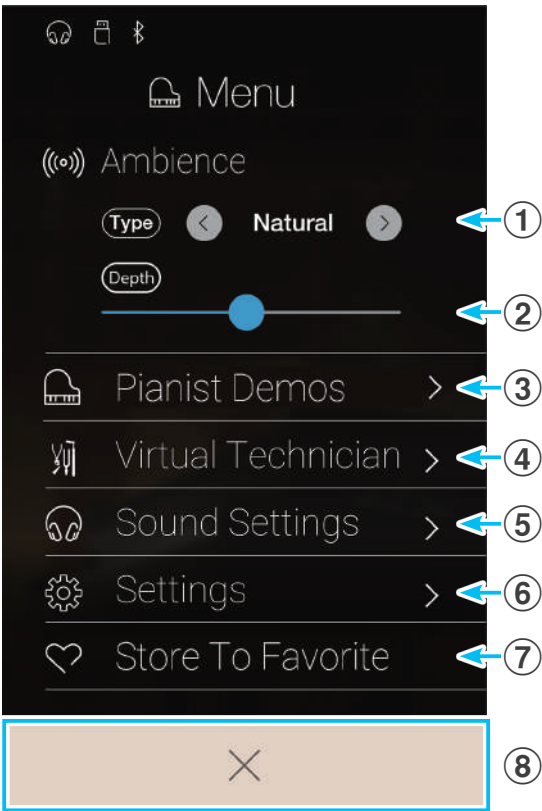 Menu
Ambience
Type Natural ①
Depth
②
Pianist Demos ③
Virtual Technician ④
Sound Settings ⑤
Settings ⑥
Store To Favorite ⑦
⑧